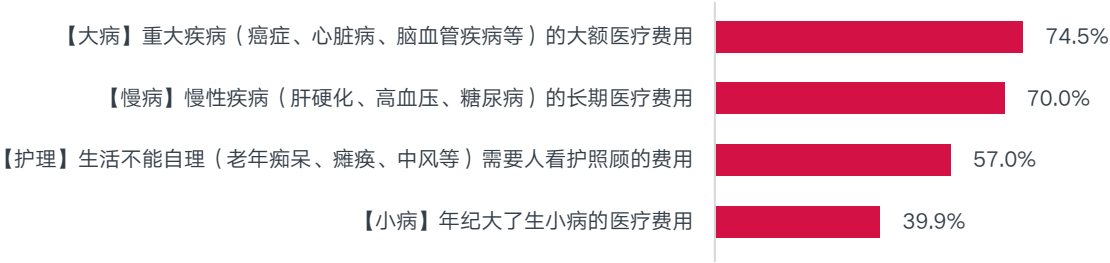 【大病】重大疾病（癌症、心脏病、脑血管疾病等）的大额医疗费用 74.5%
【慢病】慢性疾病（肝硬化、高血压、糖尿病）的长期医疗费用 70.0%
【护理】生活不能自理（老年痴呆、瘫痪、中风等）需要人看护照顾的费用 57.0%
【小病】年纪大了生小病的医疗费用 39.9%